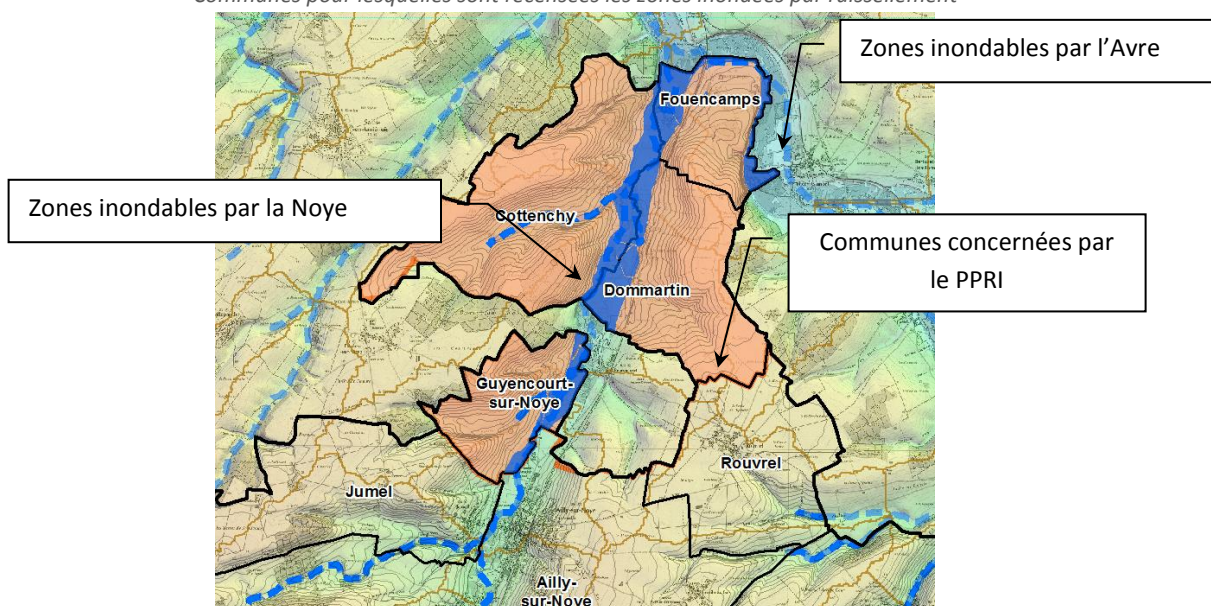 Communes pour lesquelles sont recensées les zones inondées par ruissellement
Zones inondables par l'Avre
Fouencamps
Zones inondables par la Noye
Cottenchy
Communes concernées par
le PPRI
Dommartin
Guyencourt-
sur-Noye
Rouvrel
Jumel
Ailly-
sur-Noye